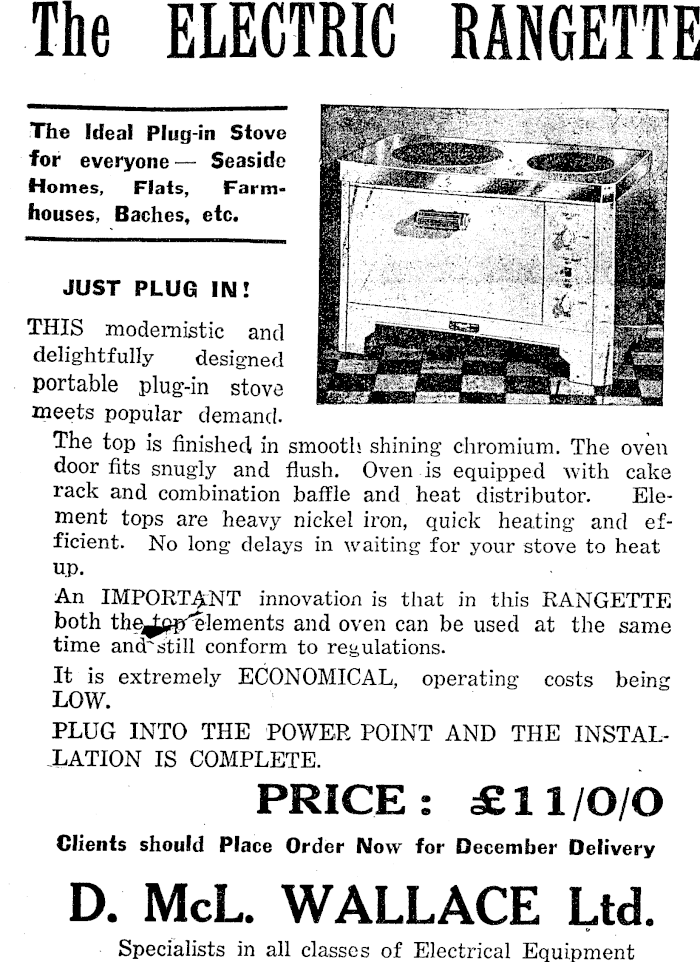 The ELECTRIC RANGETTE
The Ideal Plug-in Stove
for everyone — Seaside
Homes, Flats, Farm-
houses, Baches, etc.
JUST PLUG IN!
THIS modernistic and
delightfully designed
portable plug-in stove
meets popular demand.
The top is finished in smooth shining chromium. The oven
door fits snugly and flush. Oven is equipped with cake
rack and combination baffle and heat distributor. Ele-
ment tops are heavy nickel iron, quick heating and ef-
ficient. No long delays in waiting for your stove to heat
up.
An IMPORTANT innovation is that in this RANGETTE
both the top elements and oven can be used at the same
time and still conform to regulations.
It is extremely ECONOMICAL, operating costs being
LOW.
PLUG INTO THE POWER POINT AND THE INSTAL-
LATION IS COMPLETE.
PRICE: £11/0/0
Clients should Place Order Now for December Delivery
D. McL. WALLACE Ltd.
Specialists in all classes of Electrical Equipment